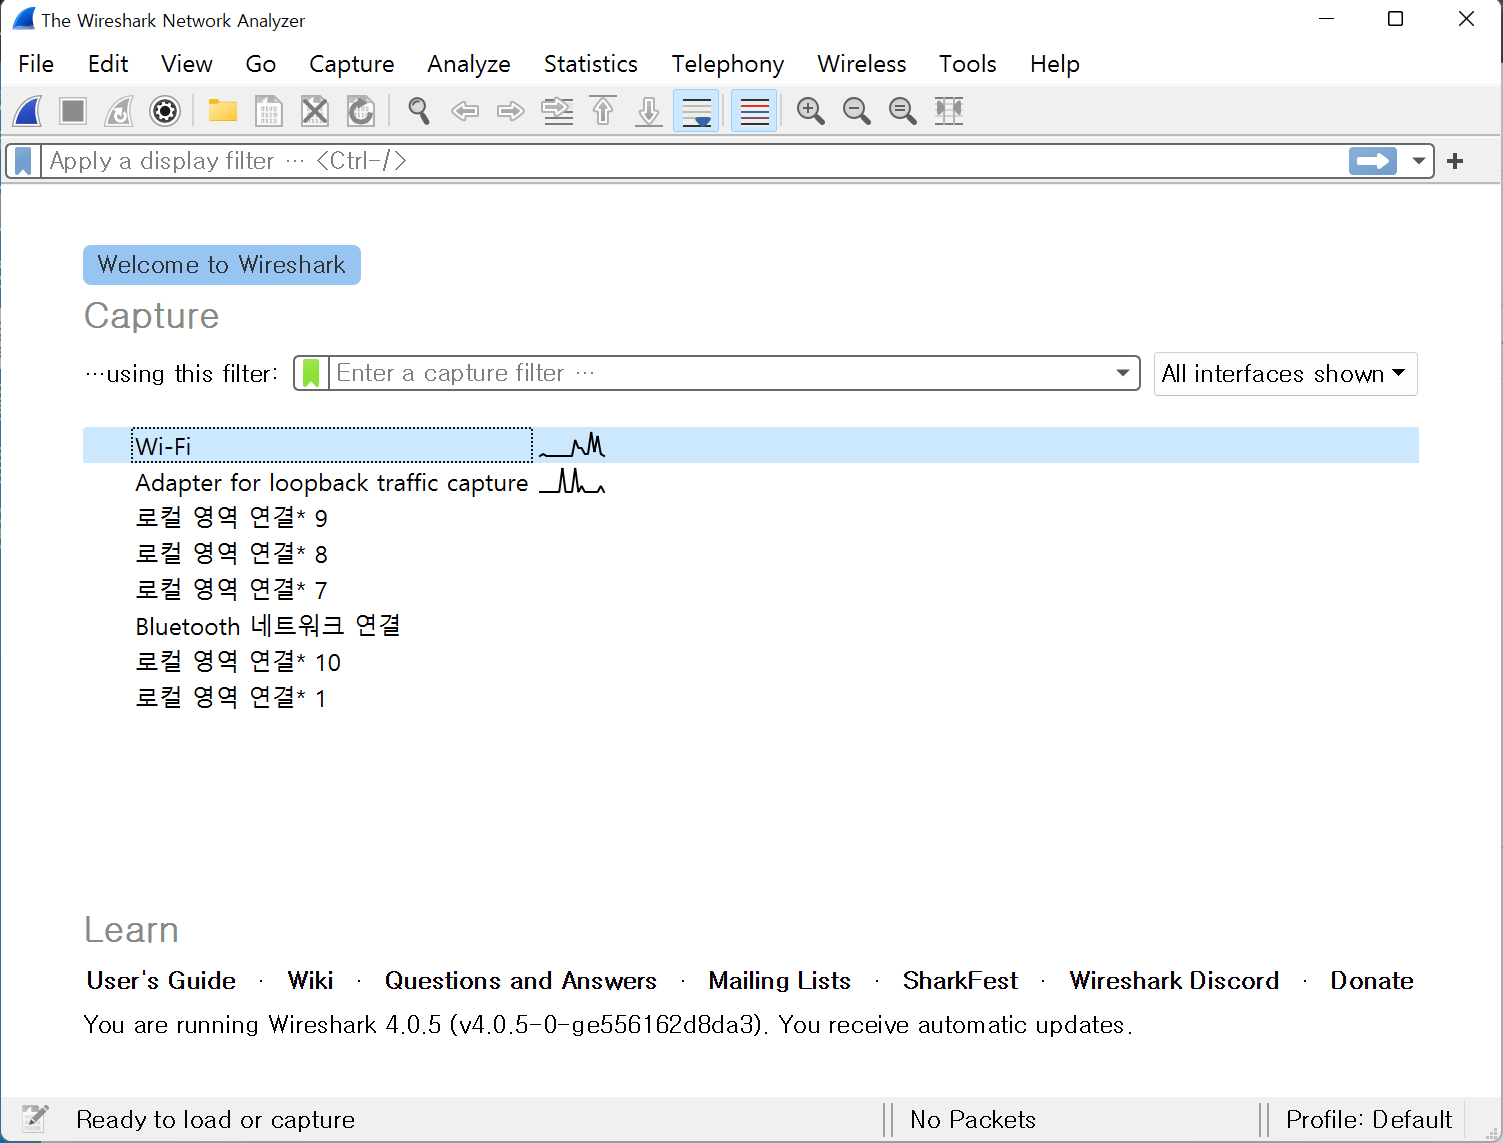 The Wireshark Network Analyzer
File Edit View Go Capture Analyze Statistics Telephony Wireless Tools Help
Apply a display filter … <Ctrl-/>
Welcome to Wireshark
Capture
…using this filter: Enter a capture filter … All interfaces shown
Wi-Fi
Adapter for loopback traffic capture
로컬 영역 연결* 9
로컬 영역 연결* 8
로컬 영역 연결* 7
Bluetooth 네트워크 연결
로컬 영역 연결* 10
로컬 영역 연결* 1
Learn
User's Guide · Wiki · Questions and Answers · Mailing Lists · SharkFest · Wireshark Discord · Donate
You are running Wireshark 4.0.5 (v4.0.5-0-ge556162d8da3). You receive automatic updates.
Ready to load or capture No Packets Profile: Default